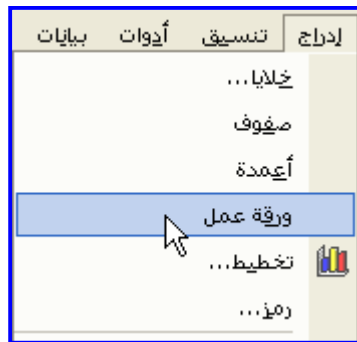 إدراج تنسيق أدوات بيانات
خلايا...
صفوف
أعمدة
ورقة عمل
تخطيط...
رمز...